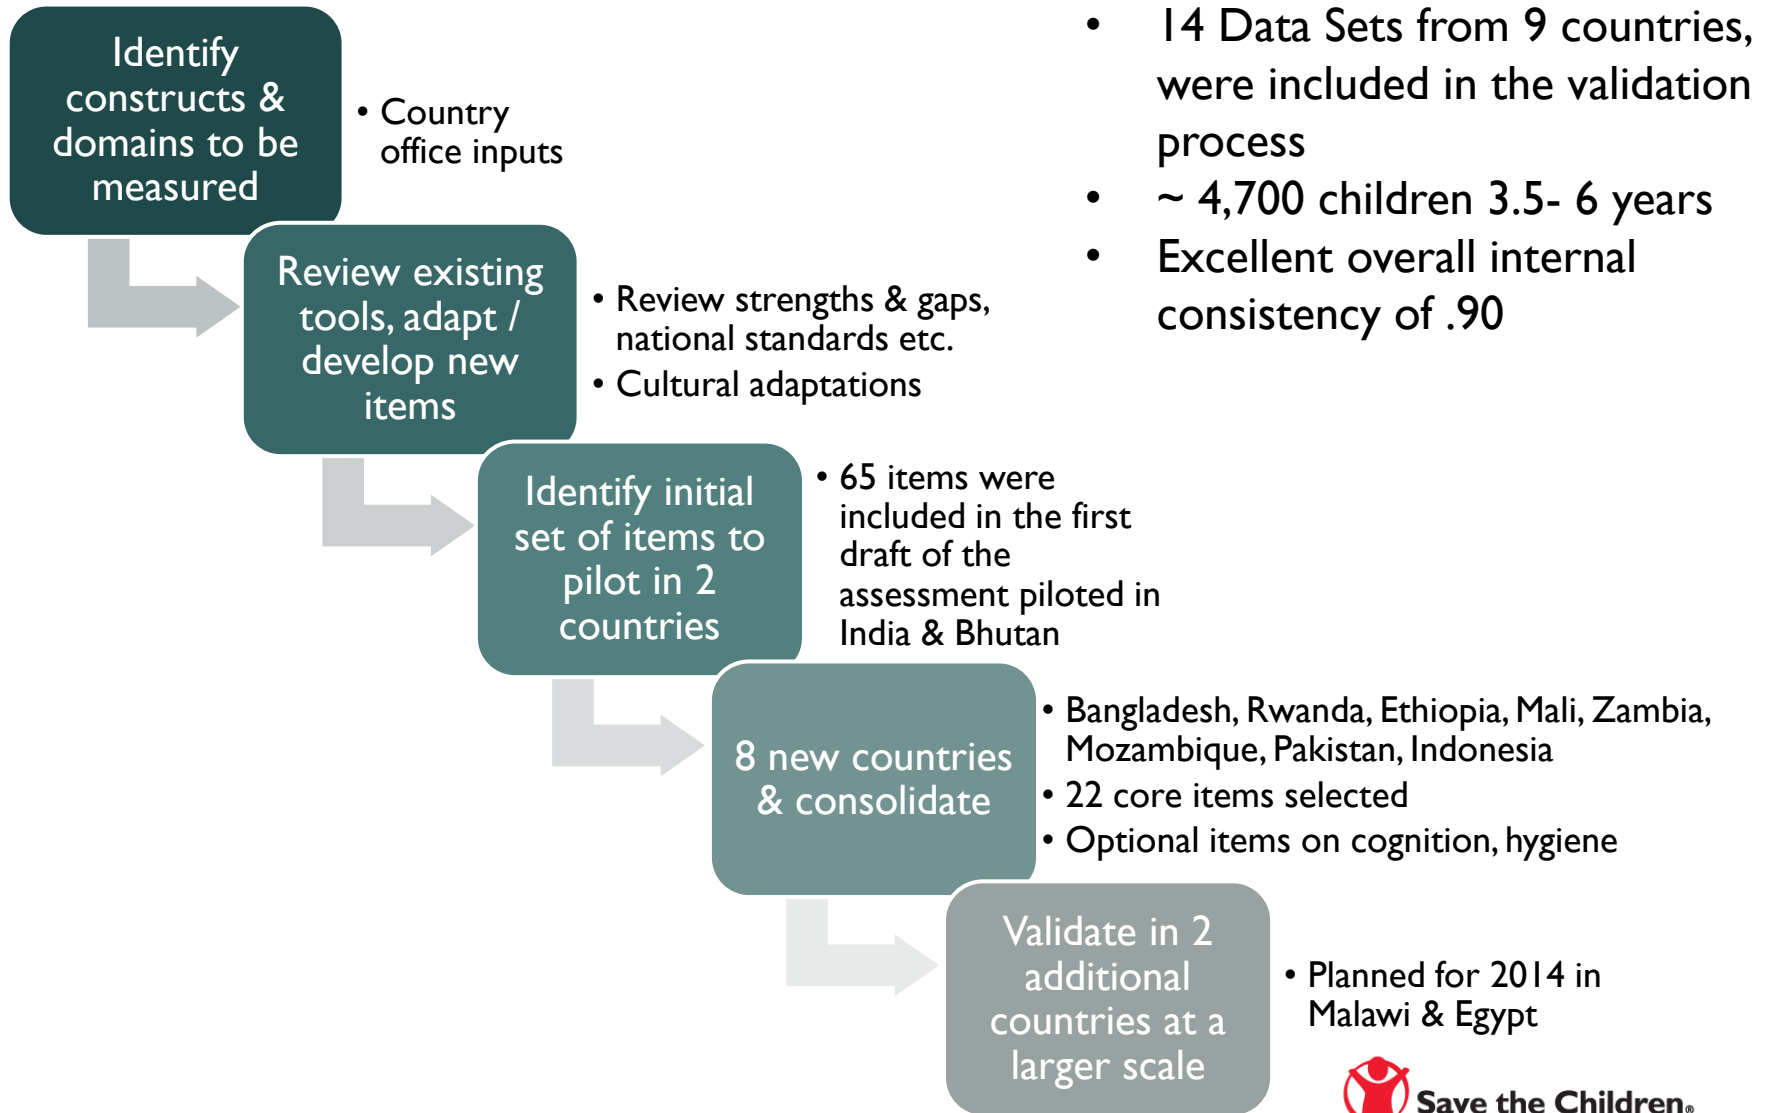 Identify
constructs &
domains to be
measured
• Country
office inputs
Review existing
tools, adapt /
develop new
items
• Review strengths & gaps,
national standards etc.
• Cultural adaptations
Identify initial
set of items to
pilot in 2
countries
• 65 items were
included in the first
draft of the
assessment piloted in
India & Bhutan
8 new countries
& consolidate
• Bangladesh, Rwanda, Ethiopia, Mali, Zambia,
Mozambique, Pakistan, Indonesia
• 22 core items selected
• Optional items on cognition, hygiene
Validate in 2
additional
countries at a
larger scale
• Planned for 2014 in
Malawi & Egypt
• 14 Data Sets from 9 countries,
were included in the validation
process
• ~ 4,700 children 3.5- 6 years
• Excellent overall internal
consistency of .90
Save the Children®